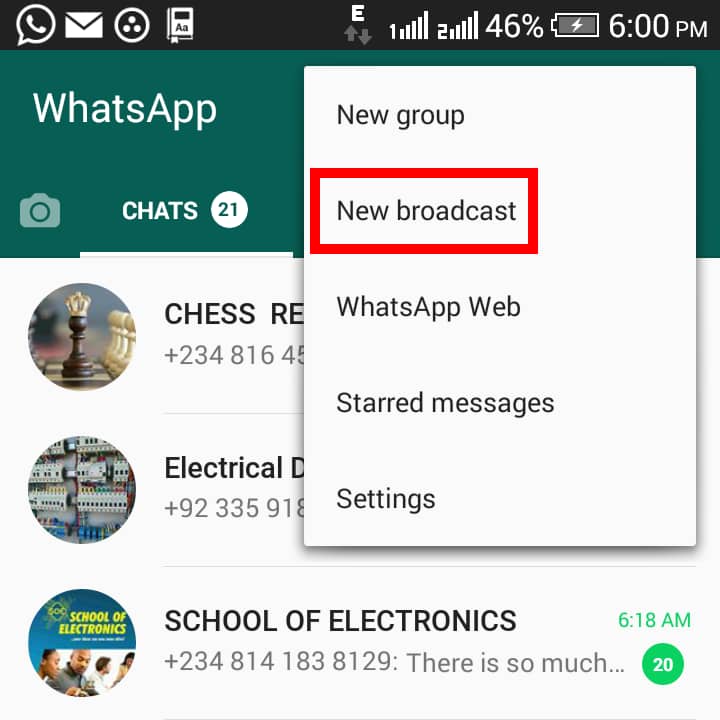 E
1 2 46% 6:00 PM
WhatsApp
CHATS 21
New group
New broadcast
WhatsApp Web
Starred messages
Settings
CHESS RE
+234 816 45
Electrical D
+92 335 918
SOE SCHOOL OF
ELECTRONICS
SCHOOL OF ELECTRONICS 6:18 AM
+234 814 183 8129: There is so much... 20
Aa